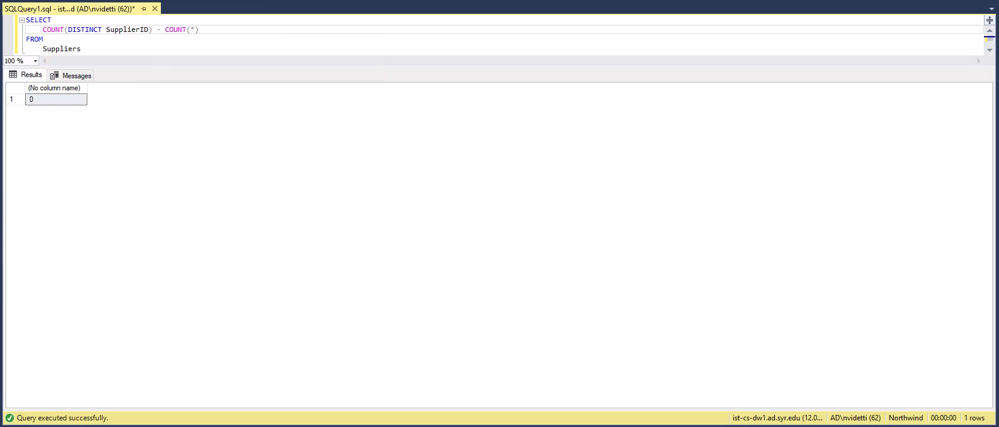 SQLQuery1.sql - ist...d (AD\nvidetti (62))*
SELECT
COUNT(DISTINCT SupplierID) - COUNT(*)
FROM
Suppliers
100 %
Results Messages
(No column name)
1 0
Query executed successfully. ist-cs-dw1.ad.syr.edu (12.0... AD\nvidetti (62) Northwind 00:00:00 1 rows